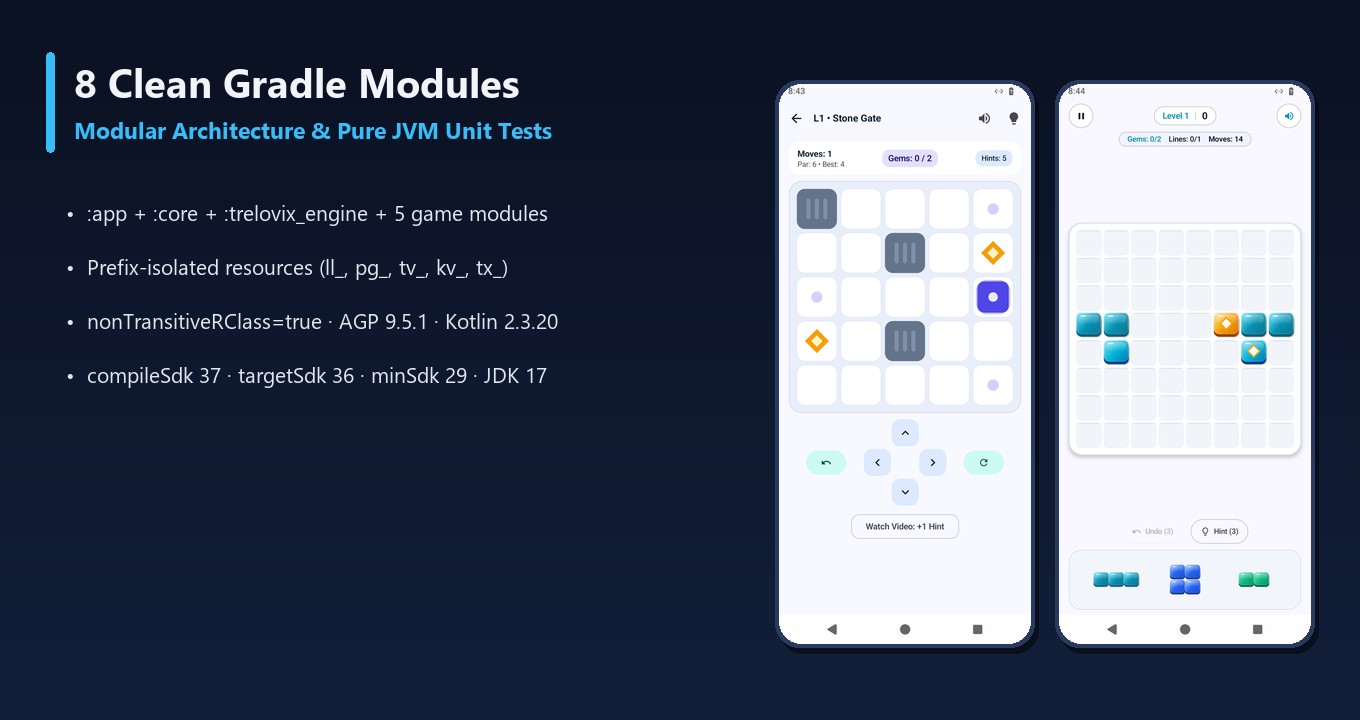 8 Clean Gradle Modules
Modular Architecture & Pure JVM Unit Tests
• :app + :core + :trelovix_engine + 5 game modules
• Prefix-isolated resources (ll_, pg_, tv_, kv_, tx_)
• nonTransitiveRClass=true · AGP 9.5.1 · Kotlin 2.3.20
• compileSdk 37 · targetSdk 36 · minSdk 29 · JDK 17
8:43
L1 • Stone Gate
Moves: 1
Par: 6 • Best: 4
Gems: 0 / 2
Hints: 5
Watch Video: +1 Hint
8:44
Level 1 | 0
Gems: 0/2 Lines: 0/1 Moves: 14
Undo (3)
Hint (3)